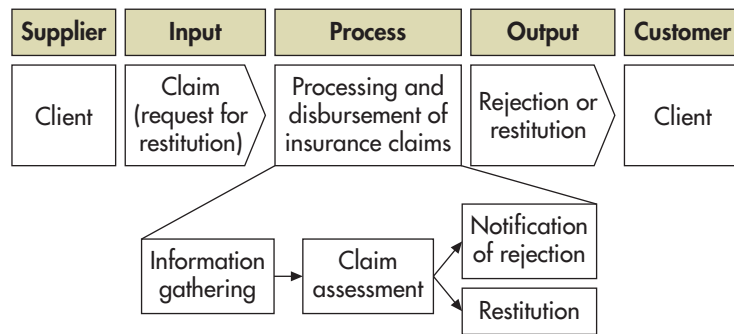 Supplier
Input
Process
Output
Customer
Client
Claim
(request for
restitution)
Processing and
disbursement of
insurance claims
Rejection or
restitution
Client
Information
gathering
Claim
assessment
Notification
of rejection
Restitution